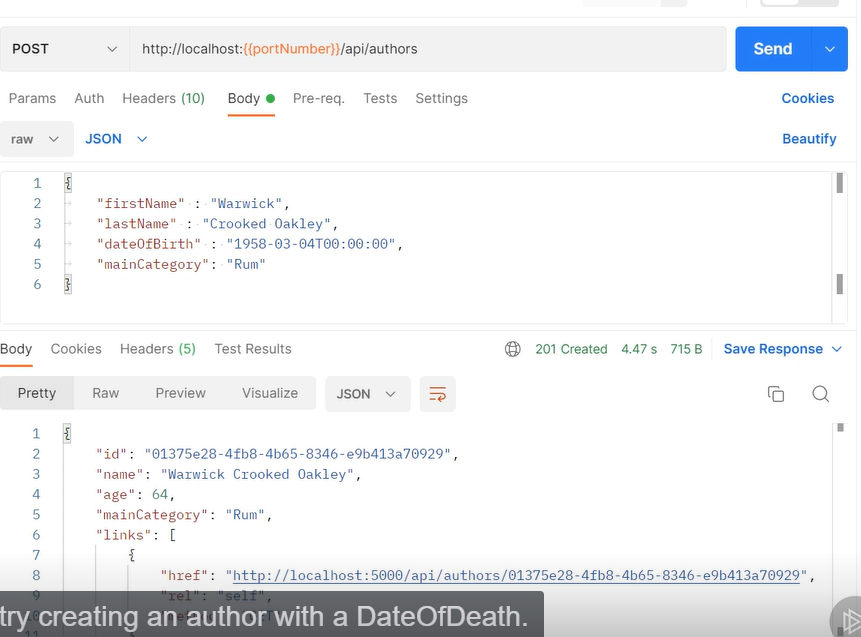 POST http://localhost:{{portNumber}}/api/authors Send
Params Auth Headers (10) Body Pre-req. Tests Settings Cookies
raw JSON Beautify
1 {
2 "firstName" : "Warwick",
3 "lastName" : "Crooked Oakley",
4 "dateOfBirth" : "1958-03-04T00:00:00",
5 "mainCategory": "Rum"
6 }
Body Cookies Headers (5) Test Results 201 Created 4.47 s 715 B Save Response
Pretty Raw Preview Visualize JSON
1 {
2 "id": "01375e28-4fb8-4b65-8346-e9b413a70929",
3 "name": "Warwick Crooked Oakley",
4 "age": 64,
5 "mainCategory": "Rum",
6 "links": [
7 {
8 "href": "http://localhost:5000/api/authors/01375e28-4fb8-4b65-8346-e9b413a70929",
9 "rel": "self",
try creating an author with a DateOfDeath.